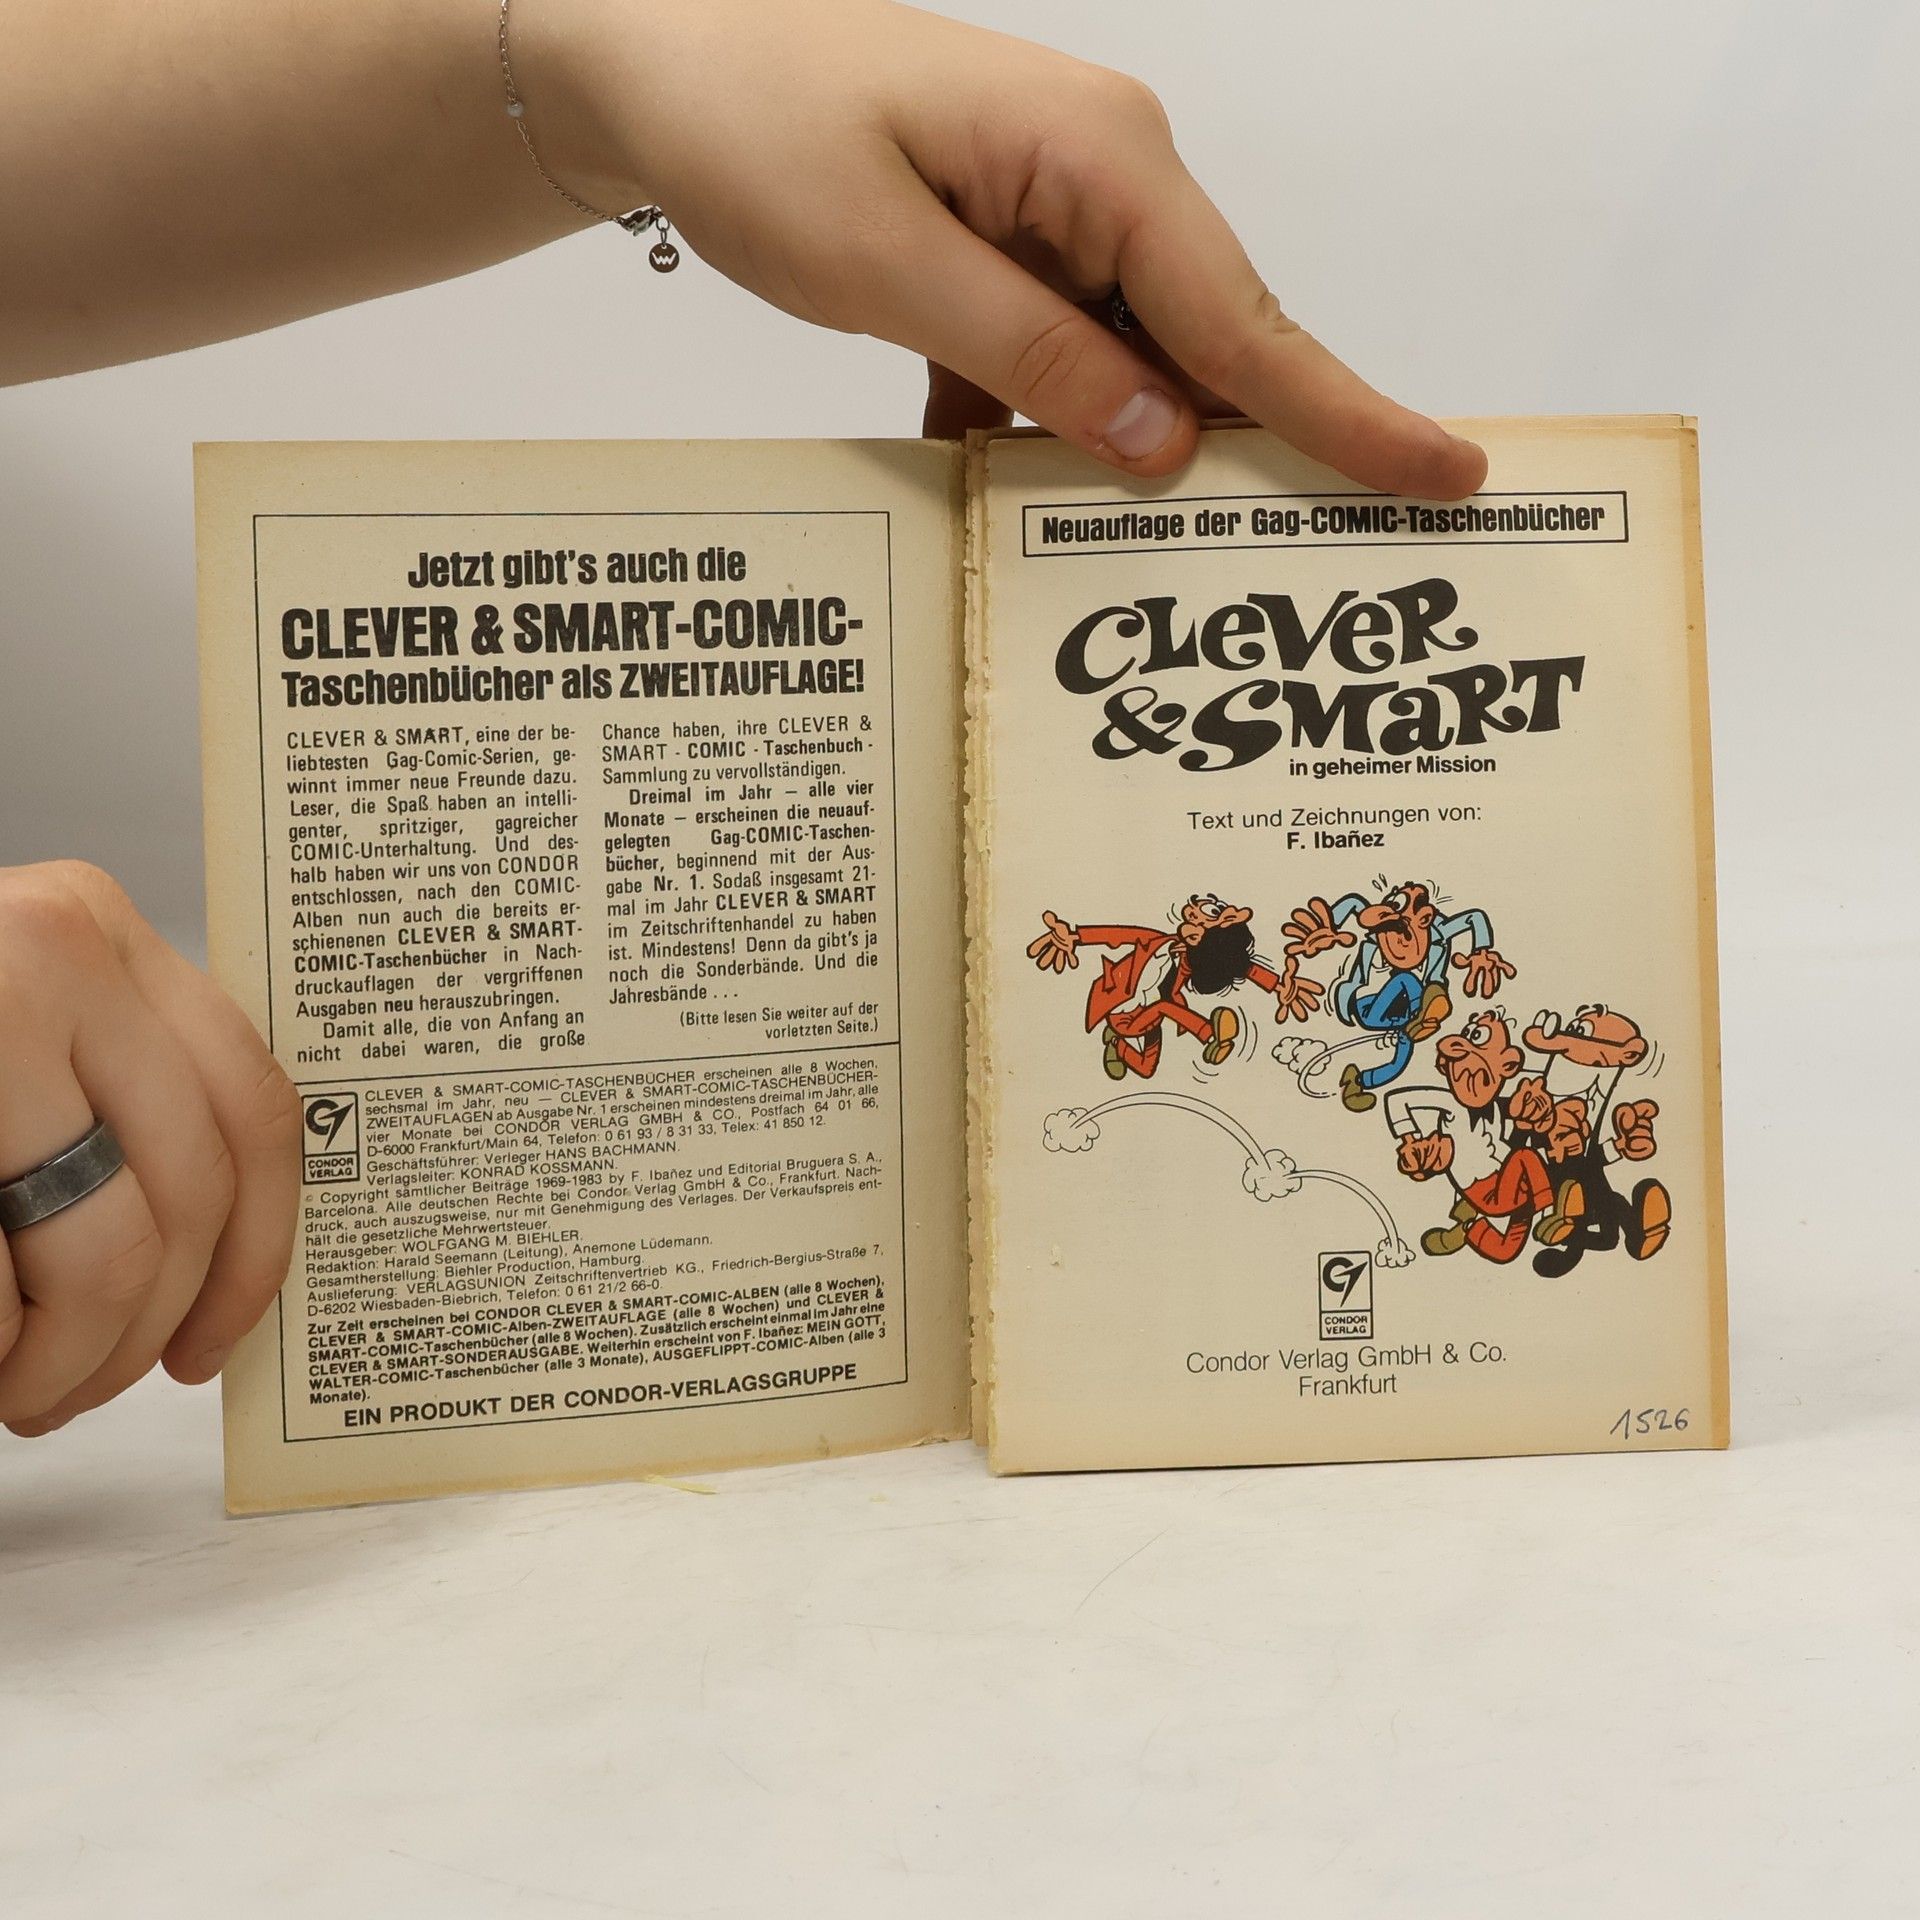 Jetzt gibt's auch die
CLEVER & SMART-COMIC-
Taschenbücher als ZWEITAUFLAGE!
CLEVER & SMART, eine der be-
liebtesten Gag-Comic-Serien, ge-
winnt immer neue Freunde dazu.
Leser, die Spaß haben an intelli-
genter, spritziger, gagreicher
COMIC-Unterhaltung. Und des-
halb haben wir uns von CONDOR
entschlossen, nach den COMIC-
Alben nun auch die bereits er-
schienenen CLEVER & SMART-
COMIC-Taschenbücher in Nach-
druckauflagen der vergriffenen
Ausgaben neu herauszubringen.
Damit alle, die von Anfang an
nicht dabei waren, die große
Chance haben, ihre CLEVER &
SMART - COMIC - Taschenbuch -
Sammlung zu vervollständigen.
Dreimal im Jahr — alle vier
Monate — erscheinen die neuauf-
gelegten Gag-COMIC-Taschen-
bücher, beginnend mit der Aus-
gabe Nr. 1. Sodaß insgesamt 21-
mal im Jahr CLEVER & SMART
im Zeitschriftenhandel zu haben
ist. Mindestens! Denn da gibt's ja
noch die Sonderbände. Und die
Jahresbände . . .
(Bitte lesen Sie weiter auf der
vorletzten Seite.)
CONDOR
VERLAG
CLEVER & SMART-COMIC-TASCHENBÜCHER erscheinen alle 8 Wochen,
sechsmal im Jahr, neu — CLEVER & SMART-COMIC-TASCHENBÜCHER-
ZWEITAUFLAGEN ab Ausgabe Nr. 1 erscheinen mindestens dreimal im Jahr, alle
vier Monate bei CONDOR VERLAG GMBH & CO., Postfach 64 01 66,
D-6000 Frankfurt/Main 64, Telefon: 0 61 93 / 8 31 33, Telex: 41 850 12.
Geschäftsführer: Verleger HANS BACHMANN.
Verlagsleiter: KONRAD KOSSMANN.
© Copyright sämtlicher Beiträge 1969-1983 by F. Ibañez und Editorial Bruguera S. A.,
Barcelona. Alle deutschen Rechte bei Condor Verlag GmbH & Co., Frankfurt. Nach-
druck, auch auszugsweise, nur mit Genehmigung des Verlages. Der Verkaufspreis ent-
hält die gesetzliche Mehrwertsteuer.
Herausgeber: WOLFGANG M. BIEHLER.
Redaktion: Harald Seemann (Leitung), Anemone Lüdemann.
Gesamtherstellung: Biehler Production, Hamburg.
Auslieferung: VERLAGSUNION Zeitschriftenvertrieb KG., Friedrich-Bergius-Straße 7,
D-6202 Wiesbaden-Biebrich, Telefon: 0 61 21/2 66-0.
Zur Zeit erscheinen bei CONDOR CLEVER & SMART-COMIC-ALBEN (alle 8 Wochen),
CLEVER & SMART-COMIC-Alben-ZWEITAUFLAGE (alle 8 Wochen) und CLEVER &
SMART-COMIC-Taschenbücher (alle 8 Wochen). Zusätzlich erscheint einmal im Jahr eine
CLEVER & SMART-SONDERAUSGABE. Weiterhin erscheint von F. Ibañez: MEIN GOTT,
WALTER-COMIC-Taschenbücher (alle 3 Monate), AUSGEFLIPPT-COMIC-Alben (alle 3
Monate).
EIN PRODUKT DER CONDOR-VERLAGSGRUPPE
Neuauflage der Gag-COMIC-Taschenbücher
CLeVeR
& SMaRT
in geheimer Mission
Text und Zeichnungen von:
F. Ibañez
CONDOR
VERLAG
Condor Verlag GmbH & Co.
Frankfurt
1526